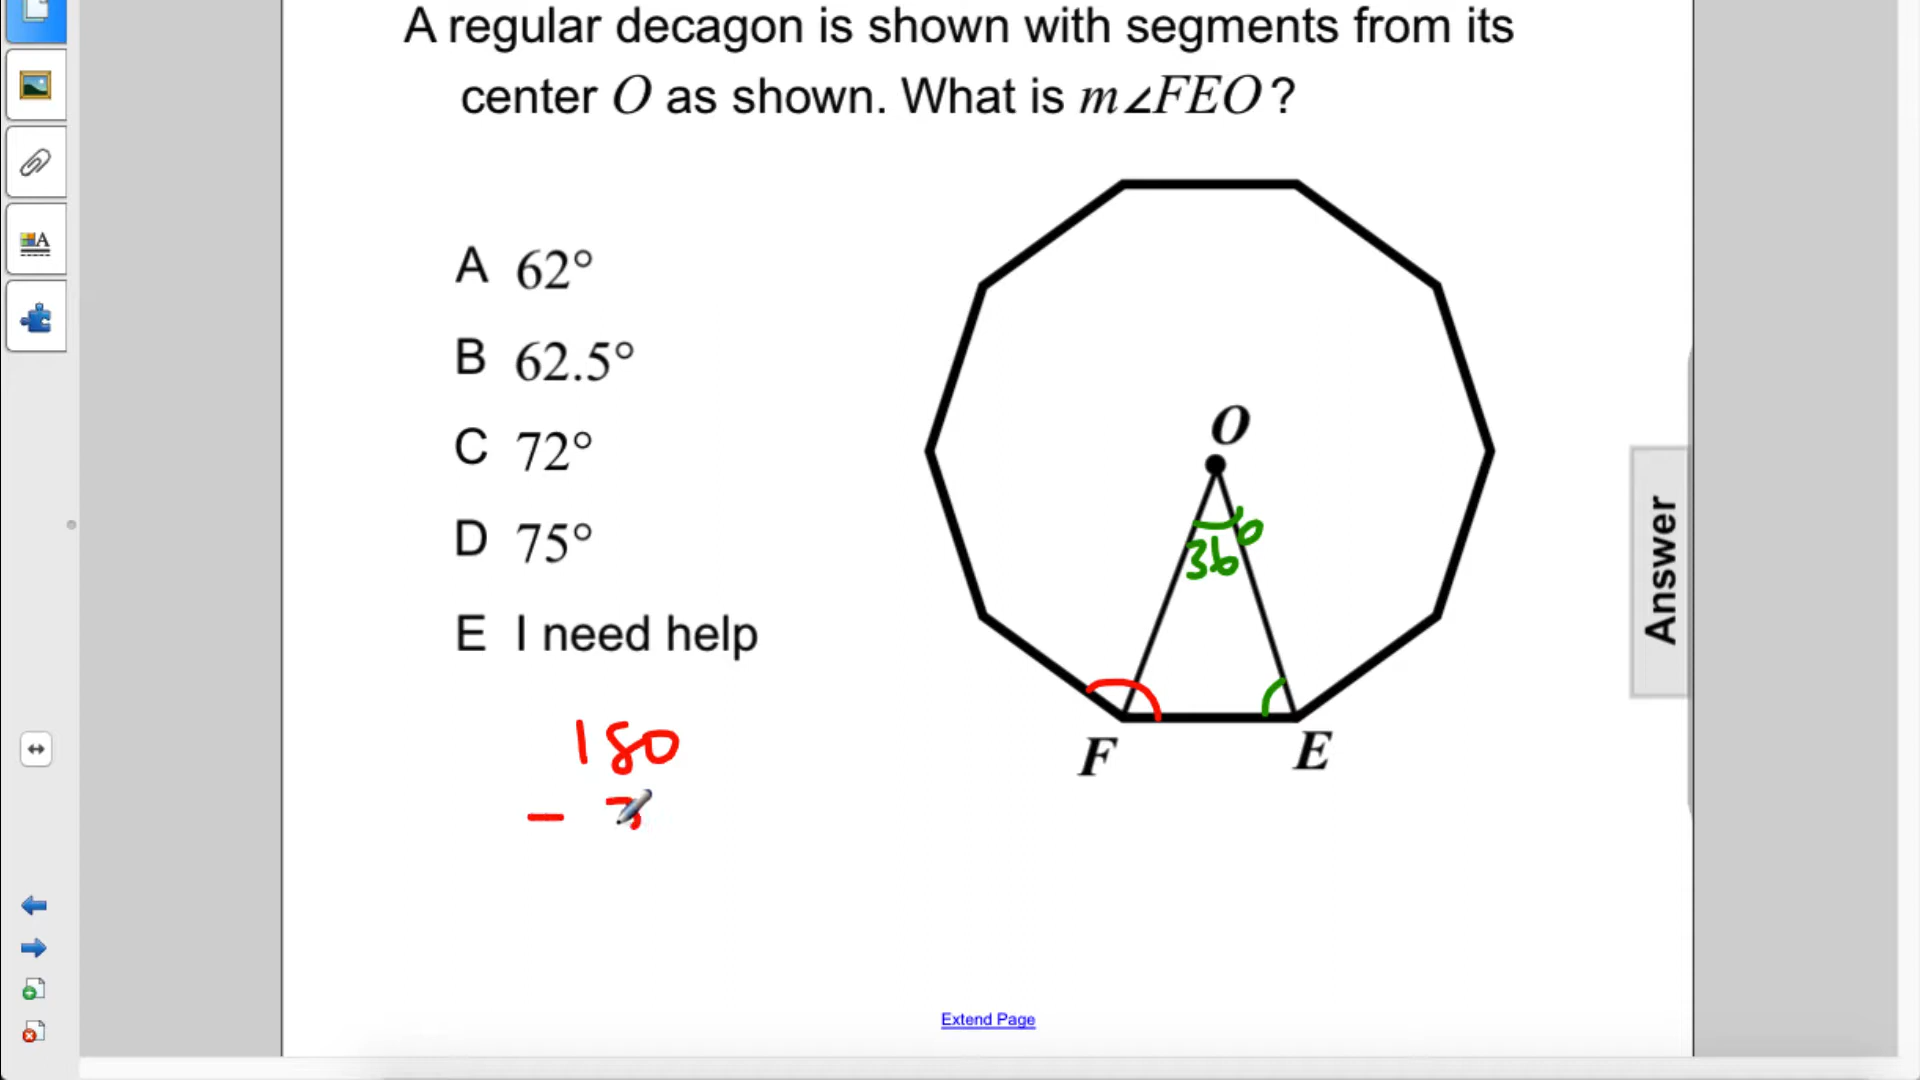 A regular decagon is shown with segments from its
center O as shown. What is m∠FEO?
A 62°
B 62.5°
C 72°
D 75°
E I need help
O
36°
F
E
180
-
Answer
Extend Page